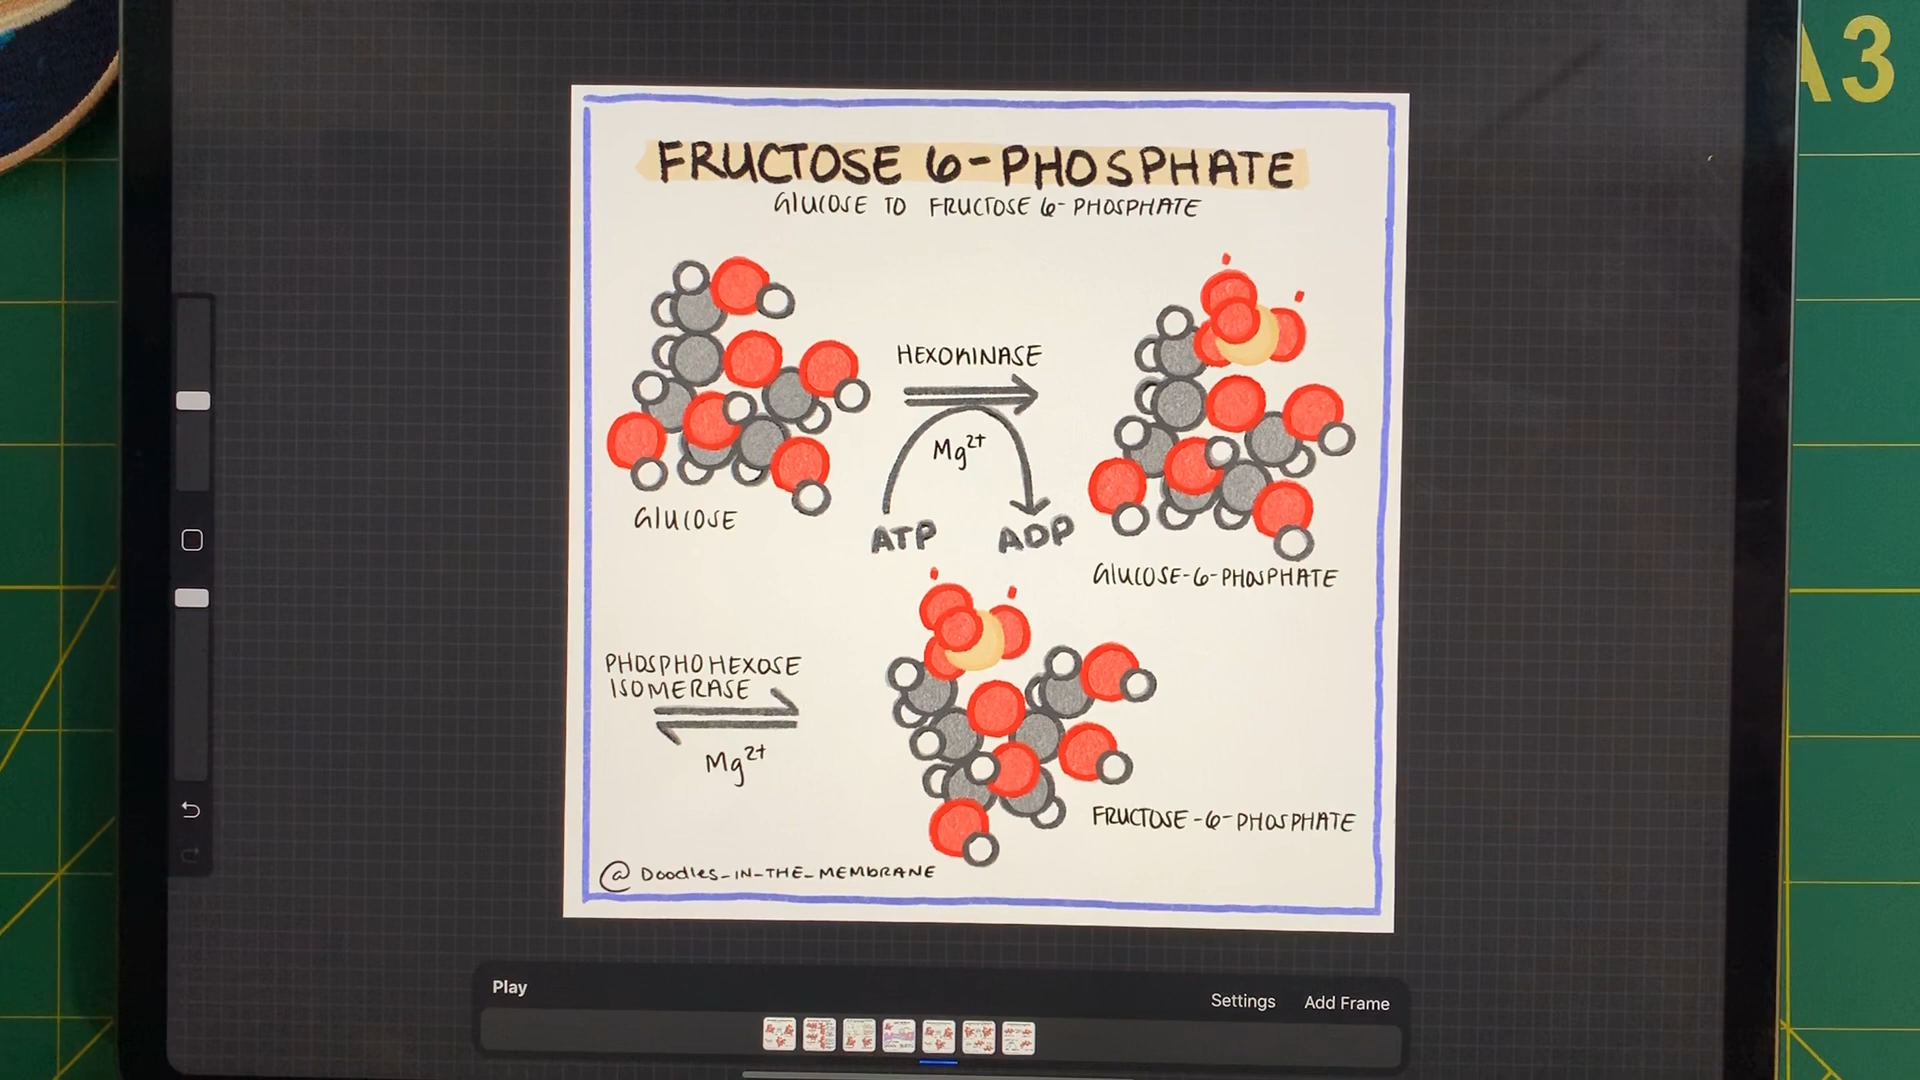 A3
FRUCTOSE 6-PHOSPHATE
GLUCOSE TO FRUCTOSE 6-PHOSPHATE
HEXOKINASE
Mg2+
ATP
ADP
GLUCOSE
GLUCOSE-6-PHOSPHATE
PHOSPHOHEXOSE
ISOMERASE
Mg2+
FRUCTOSE-6-PHOSPHATE
@DOODLES_IN_THE_MEMBRANE
Play
Settings
Add Frame